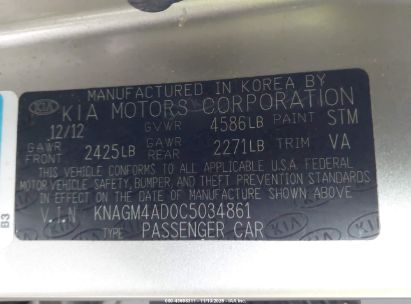 MANUFACTURED IN KOREA BY
KIA KIA MOTORS CORPORATION
12/12 GVWR 4586LB PAINT STM
GAWR FRONT 2425LB GAWR REAR 2271LB TRIM VA
THIS VEHICLE CONFORMS TO ALL APPLICABLE U.S.A. FEDERAL
MOTOR VEHICLE SAFETY, BUMPER, AND THEFT PREVENTION STANDARDS
IN EFFECT ON THE DATE OF MANUFACTURE SHOWN ABOVE
V.I.N KNAGM4AD0C5034861
TYPE PASSENGER CAR
KIA
B3